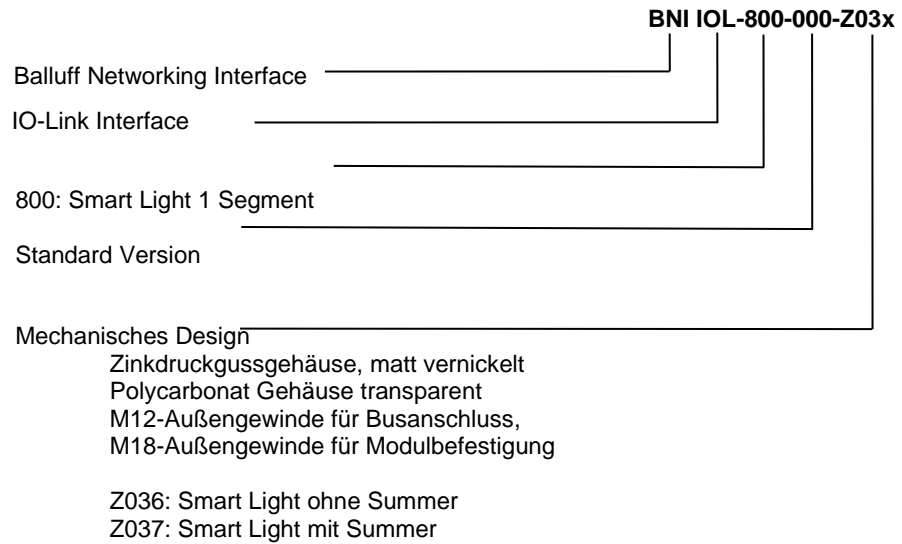 BNI IOL-800-000-Z03x
Balluff Networking Interface
IO-Link Interface
800: Smart Light 1 Segment
Standard Version
Mechanisches Design
Zinkdruckgussgehäuse, matt vernickelt
Polycarbonat Gehäuse transparent
M12-Außengewinde für Busanschluss,
M18-Außengewinde für Modulbefestigung
Z036: Smart Light ohne Summer
Z037: Smart Light mit Summer